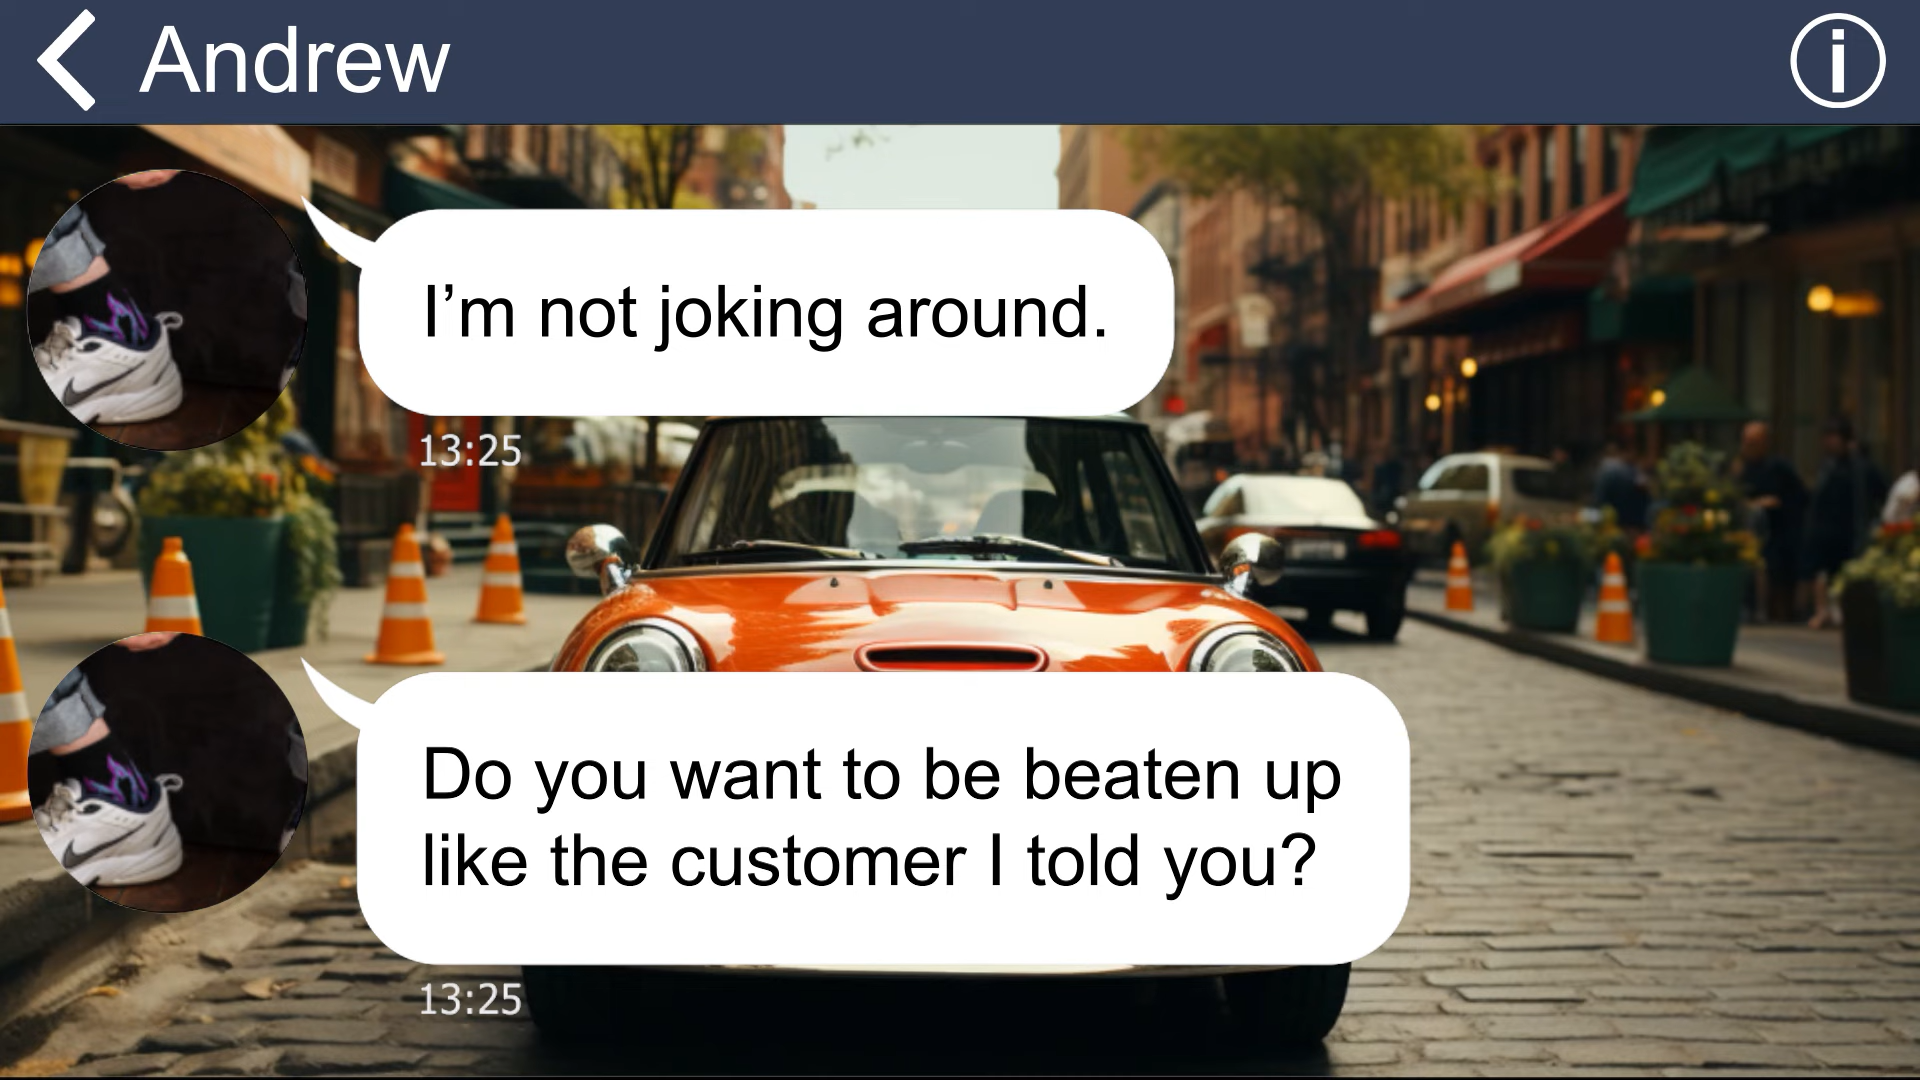 Andrew
I’m not joking around.
13:25
Do you want to be beaten up
like the customer I told you?
13:25